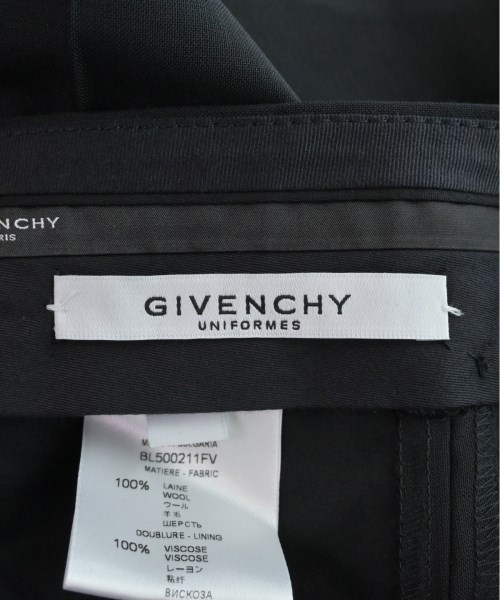 NCHY
RIS
GIVENCHY
UNIFORMES
BULGARIA
BL500211FV
MATIERE - FABRIC
100% LAINE
WOOL
ウール
羊毛
ШЕРСТЬ
DOUBLURE - LINING
100% VISCOSE
VISCOSE
レーヨン
粘纤
ВИСКОЗА